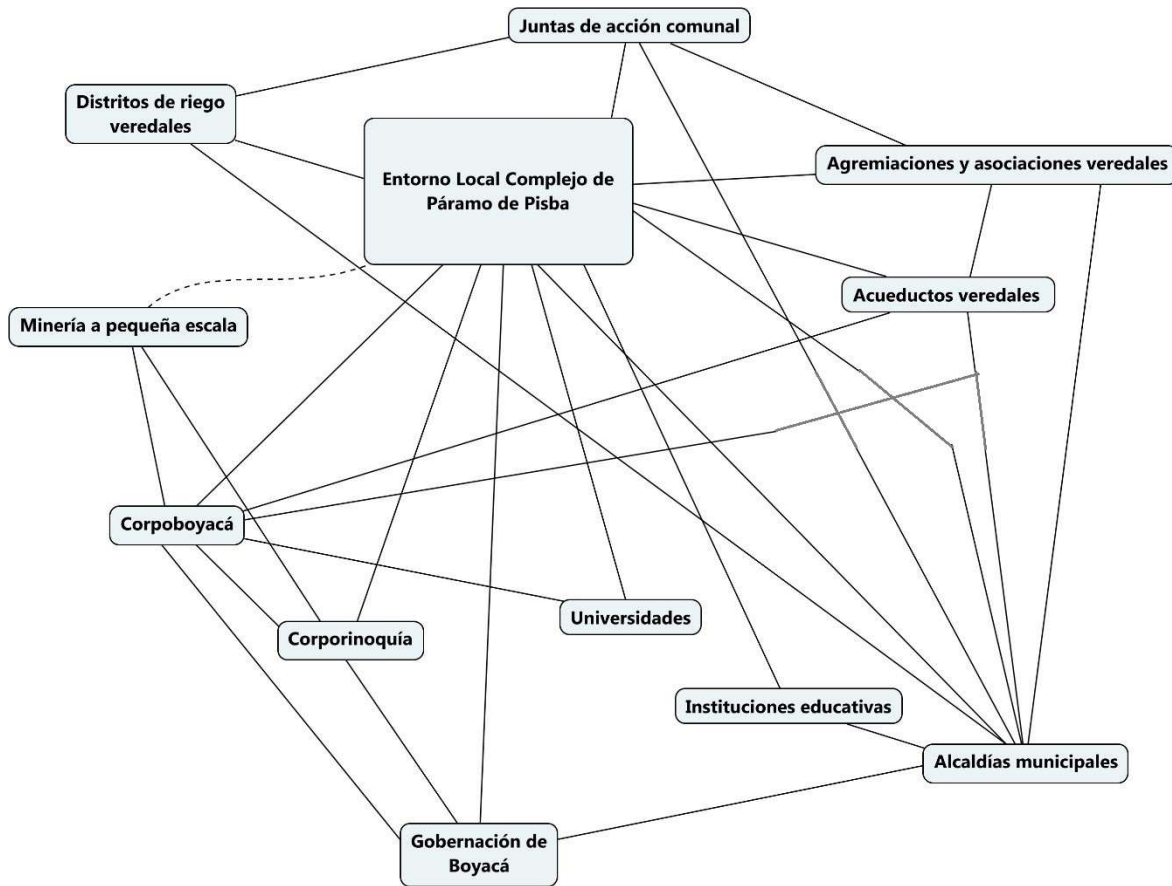 Juntas de acción comunal
Distritos de riego
veredales
Entorno Local Complejo de
Páramo de Pisba
Agremiaciones y asociaciones veredales
Acueductos veredales
Minería a pequeña escala
Corpoboyacá
Universidades
Corporinoquía
Instituciones educativas
Alcaldías municipales
Gobernación de
Boyacá